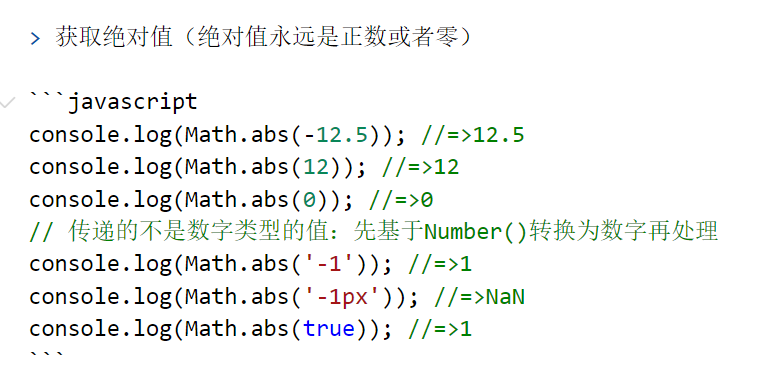 > 获取绝对值（绝对值永远是正数或者零）
```javascript
console.log(Math.abs(-12.5)); //=>12.5
console.log(Math.abs(12)); //=>12
console.log(Math.abs(0)); //=>0
// 传递的不是数字类型的值：先基于Number()转换为数字再处理
console.log(Math.abs('-1')); //=>1
console.log(Math.abs('-1px')); //=>NaN
console.log(Math.abs(true)); //=>1
```